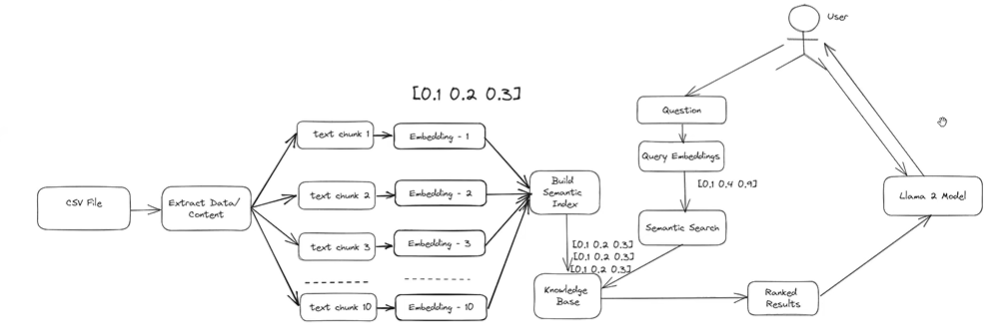 User
[0.1 0.2 0.3]
Question
text chunk 1
Embedding - 1
Query Embeddings
[0.1 0.4 0.9]
CSV File
Extract Data/
Content
text chunk 2
Embedding - 2
Build
Semantic
Index
Llama 2 Model
text chunk 3
Embedding - 3
Semantic Search
[0.1 0.2 0.3]
[0.1 0.2 0.3]
[0.1 0.2 0.3]
text chunk 10
Embedding - 10
Knowledge
Base
Ranked
Results